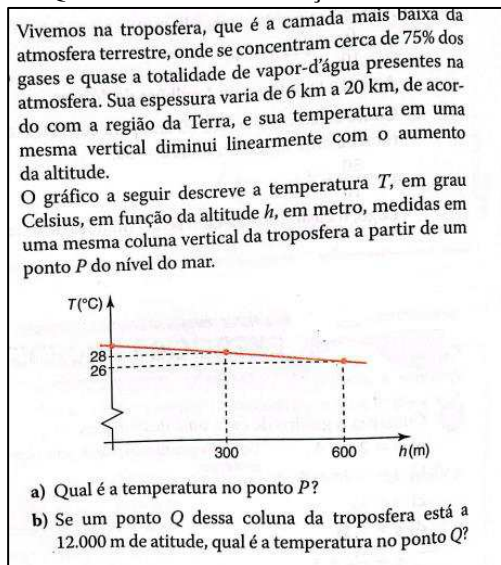 Vivemos na troposfera, que é a camada mais baixa da
atmosfera terrestre, onde se concentram cerca de 75% dos
gases e quase a totalidade de vapor-d'água presentes na
atmosfera. Sua espessura varia de 6 km a 20 km, de acor-
do com a região da Terra, e sua temperatura em uma
mesma vertical diminui linearmente com o aumento
da altitude.
O gráfico a seguir descreve a temperatura T, em grau
Celsius, em função da altitude h, em metro, medidas em
uma mesma coluna vertical da troposfera a partir de um
ponto P do nível do mar.
T(°C)
28
26
300 600 h(m)
a) Qual é a temperatura no ponto P?
b) Se um ponto Q dessa coluna da troposfera está a
12.000 m de atitude, qual é a temperatura no ponto Q?